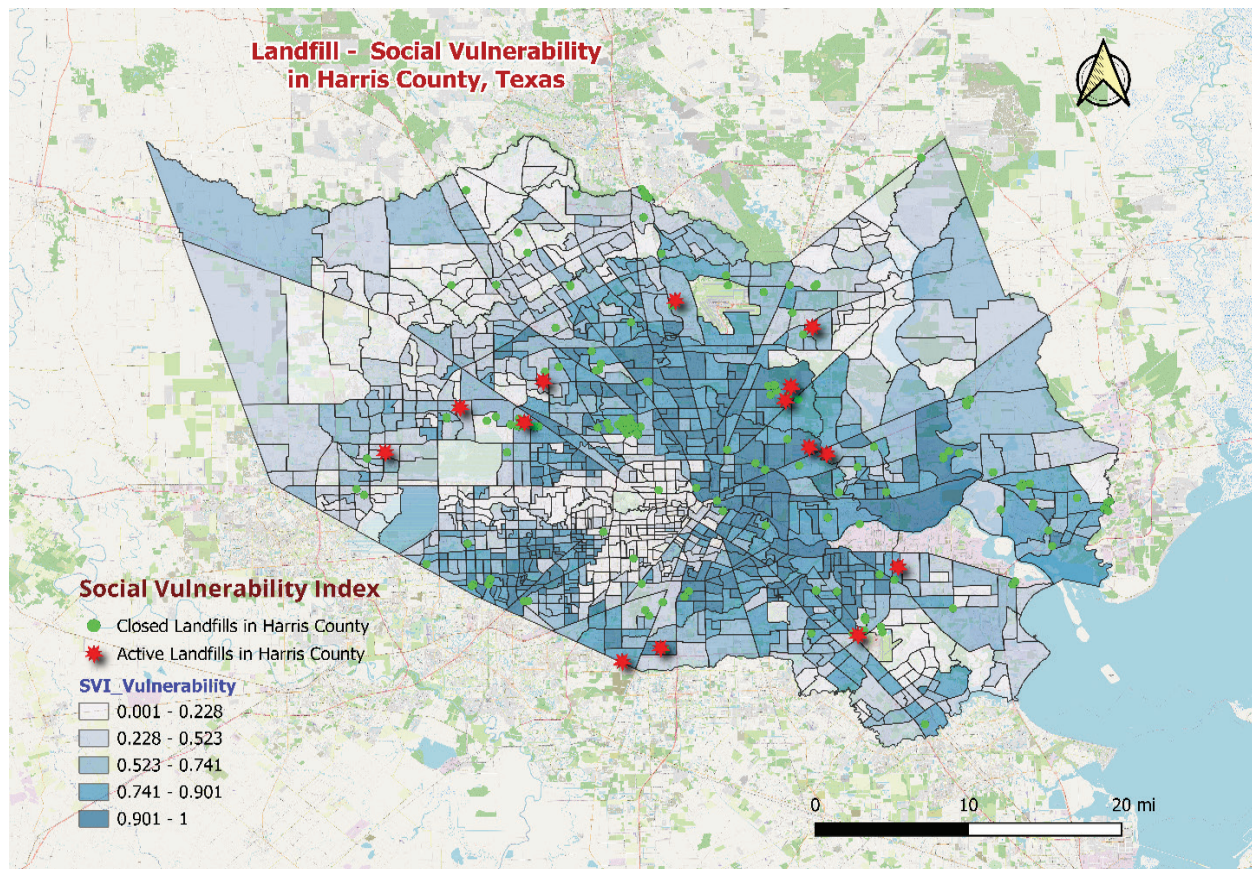 Landfill - Social Vulnerability
in Harris County, Texas
Social Vulnerability Index
Closed Landfills in Harris County
Active Landfills in Harris County
SVI_Vulnerability
0.001 - 0.228
0.228 - 0.523
0.523 - 0.741
0.741 - 0.901
0.901 - 1
0 10 20 mi